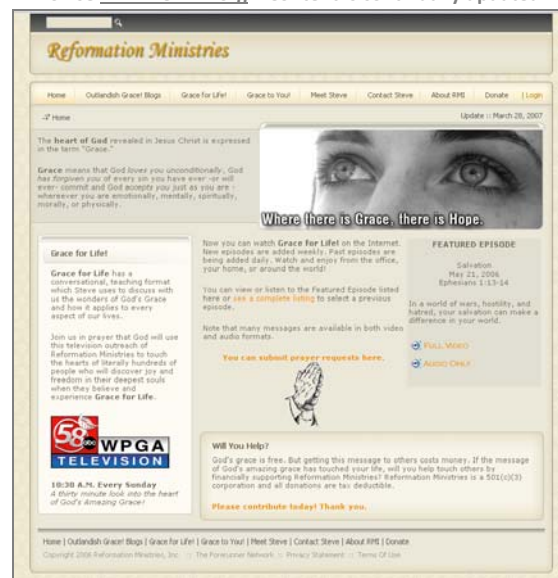 Reformation Ministries
Home Outlandish Grace! Blogs Grace for Life! Grace to You! Meet Steve Contact Steve About RMI Donate | Login
Home
Update :: March 28, 2007
The heart of God revealed in Jesus Christ is expressed
in the term "Grace."
Grace means that God loves you unconditionally, God
has forgiven you of every sin you have ever -or will
ever- commit and God accepts you just as you are -
whereever you are emotionally, mentally, spiritually,
morally, or physically.
Where there is Grace, there is Hope.
Grace for Life!
Grace for Life has a
conversational, teaching format
which Steve uses to discuss with
us the wonders of God's Grace
and how it applies to every
aspect of our lives.
Join us in prayer that God will use
this television outreach of
Reformation Ministries to touch
the hearts of literally hundreds of
people who will discover joy and
freedom in their deepest souls
when they believe and
experience Grace for Life.
58 abc WPGA
TELEVISION
10:30 A.M. Every Sunday
A thirty minute look into the heart
of God's Amazing Grace!
Now you can watch Grace for Life! on the Internet.
New episodes are added weekly. Past episodes are
being added daily. Watch and enjoy from the office,
your home, or around the world!
You can view or listen to the Featured Episode listed
here or see a complete listing to select a previous
episode.
Note that many messages are available in both video
and audio formats.
You can submit prayer requests here.
FEATURED EPISODE
Salvation
May 21, 2006
Ephesians 1:13-14
In a world of wars, hostility, and
hatred, your salvation can make a
difference in your world.
FULL VIDEO
AUDIO ONLY
Will You Help?
God's grace is free. But getting this message to others costs money. If the message
of God's amazing grace has touched your life, will you help touch others by
financially supporting Reformation Ministries? Reformation Ministries is a 501(c)(3)
corporation and all donations are tax deductible.
Please contribute today! Thank you.
Home | Outlandish Grace! Blogs | Grace for Life! | Grace to You! | Meet Steve | Contact Steve | About RMI | Donate
Copyright 2006 Reformation Ministries, Inc. :: The Forerunner Network :: Privacy Statement :: Terms Of Use